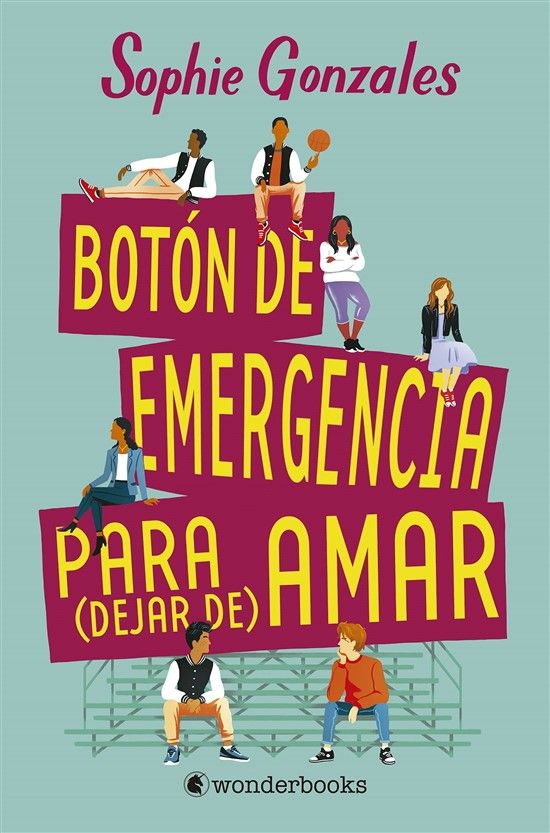 Sophie Gonzales
BOTÓN DE
EMERGENCIA
PARA (DEJAR DE) AMAR
wonderbooks